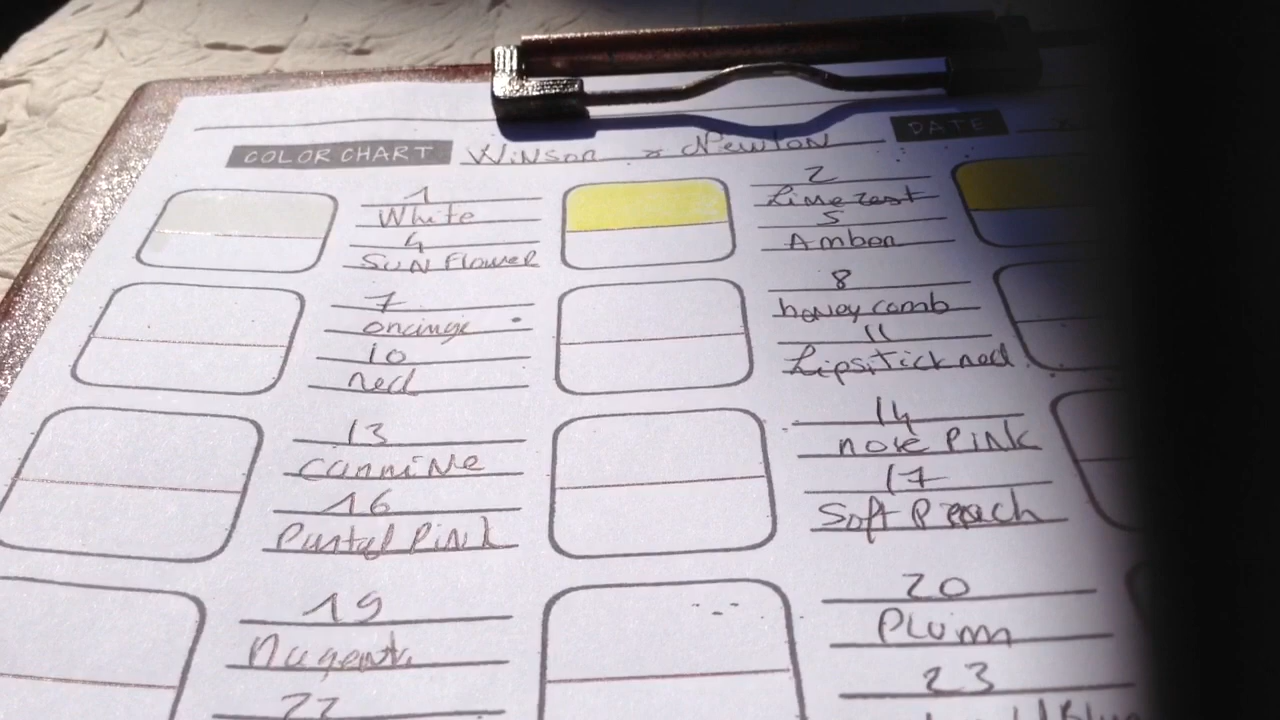 COLOR CHART Winson & Newton DATE
1
White
4
SUN Flower
2
Lime zest
5
Amber
7
orange
10
red
8
honey comb
11
Lipstick red
13
carmine
16
Pastel Pink
14
rose Pink
17
Soft Peach
19
Magenta
22
20
Plum
23